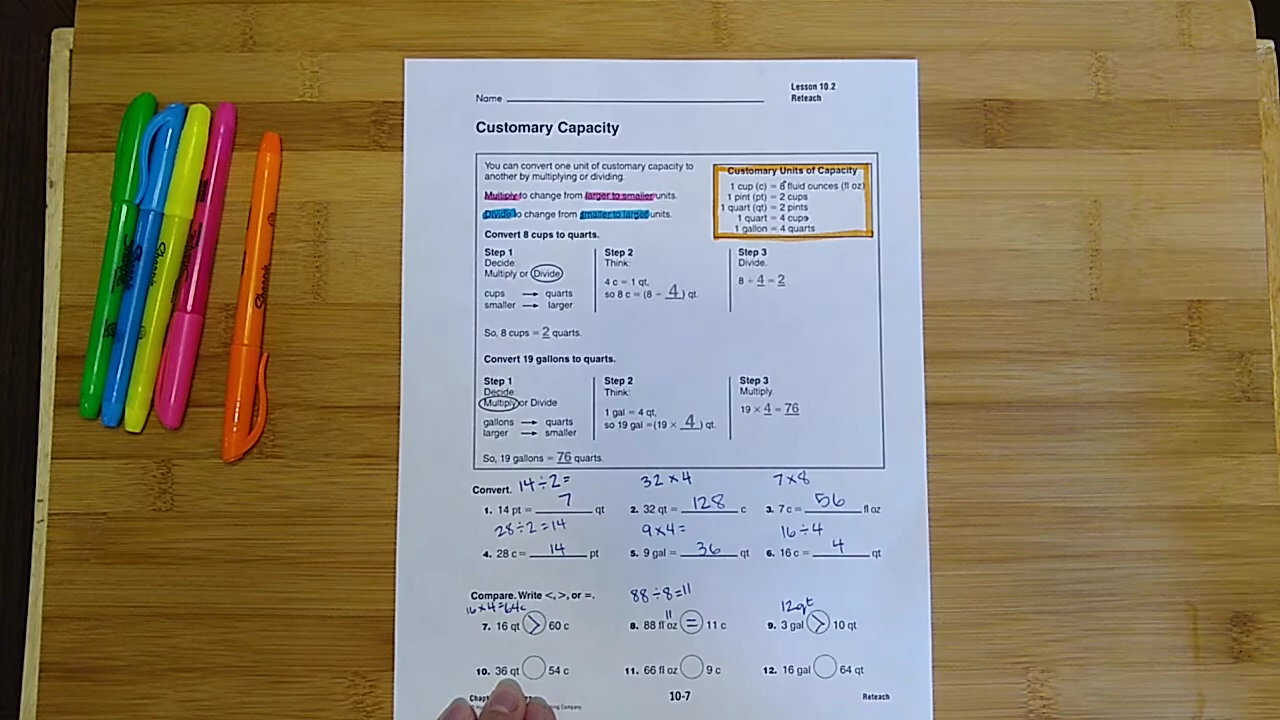 Lesson 10.2
Name
Reteach
Customary Capacity
You can convert one unit of customary capacity to
another by multiplying or dividing.
Multiply to change from larger to smaller units.
Divide to change from smaller to larger units.
Customary Units of Capacity
1 cup (c) = 8 fluid ounces (fl oz)
1 pint (pt) = 2 cups
1 quart (qt) = 2 pints
1 quart = 4 cups
1 gallon = 4 quarts
Convert 8 cups to quarts.
Step 1
Decide:
Multiply or Divide
cups → quarts
smaller → larger
Step 2
Think:
4 c = 1 qt,
so 8 c = (8 ÷ 4) qt.
Step 3
Divide.
8 ÷ 4 = 2
So, 8 cups = 2 quarts.
Convert 19 gallons to quarts.
Step 1
Decide:
Multiply or Divide
gallons → quarts
larger → smaller
Step 2
Think:
1 gal = 4 qt,
so 19 gal = (19 × 4) qt.
Step 3
Multiply.
19 × 4 = 76
So, 19 gallons = 76 quarts.
Convert.
14÷2=
32×4
7×8
1. 14 pt = 7 qt
2. 32 qt = 128 c
3. 7 c = 56 fl oz
28÷2=14
9×4=
16÷4
4. 28 c = 14 pt
5. 9 gal = 36 qt
6. 16 c = 4 qt
Compare. Write <, >, or =.
16×4=64c
88÷8=11
12qt
11
7. 16 qt > 60 c
8. 88 fl oz = 11 c
9. 3 gal > 10 qt
10. 36 qt 54 c
11. 66 fl oz 9 c
12. 16 gal 64 qt
10-7
Reteach
Sharpie
Sharpie
Sharpie